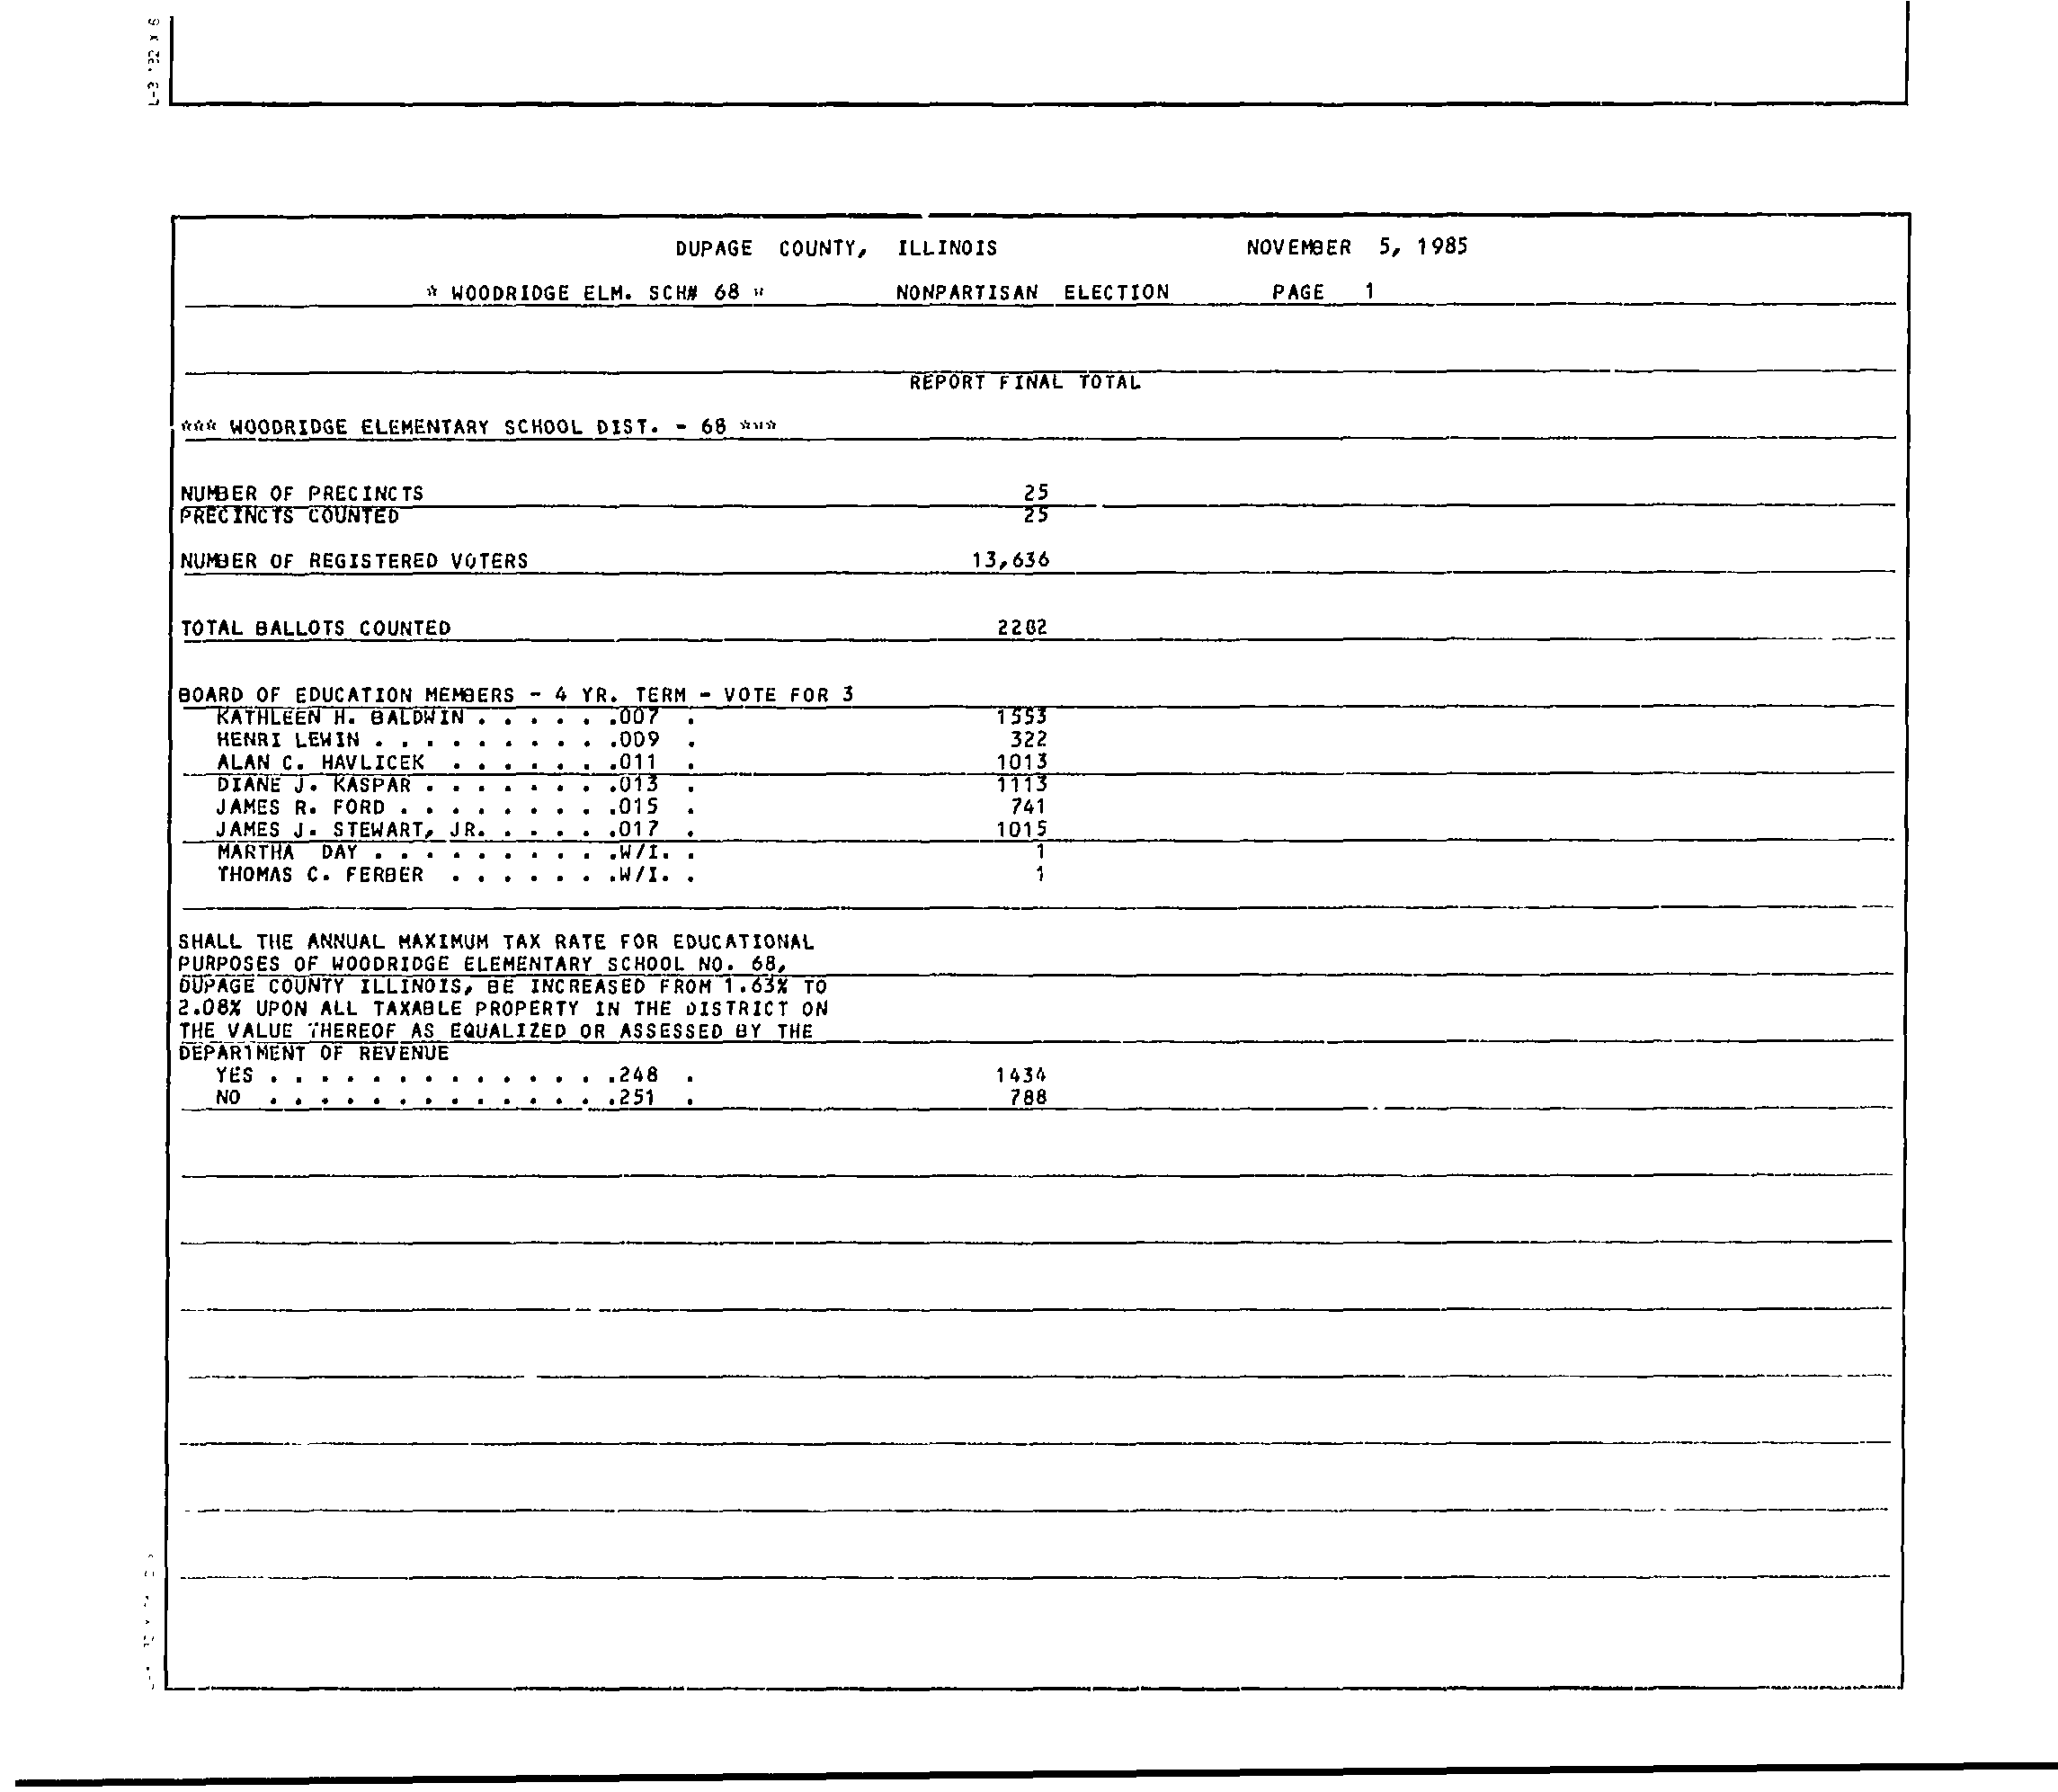 DUPAGE COUNTY, ILLINOIS NOVEMBER 5, 1985
* WOODRIDGE ELM. SCH# 68 * NONPARTISAN ELECTION PAGE 1
REPORT FINAL TOTAL
*** WOODRIDGE ELEMENTARY SCHOOL DIST. - 68 ***
NUMBER OF PRECINCTS 25
PRECINCTS COUNTED 25
NUMBER OF REGISTERED VOTERS 13,636
TOTAL BALLOTS COUNTED 2282
BOARD OF EDUCATION MEMBERS - 4 YR. TERM - VOTE FOR 3
KATHLEEN H. BALDWIN . . . . . .007 . 1553
HENRI LEWIN . . . . . . . . . .009 . 322
ALAN C. HAVLICEK . . . . . . .011 . 1013
DIANE J. KASPAR . . . . . . . .013 . 1113
JAMES R. FORD . . . . . . . . .015 . 741
JAMES J. STEWART, JR. . . . . .017 . 1015
MARTHA DAY . . . . . . . . . .W/I. . 1
THOMAS C. FERBER . . . . . . .W/I. . 1
SHALL THE ANNUAL MAXIMUM TAX RATE FOR EDUCATIONAL
PURPOSES OF WOODRIDGE ELEMENTARY SCHOOL NO. 68,
DUPAGE COUNTY ILLINOIS, BE INCREASED FROM 1.63% TO
2.08% UPON ALL TAXABLE PROPERTY IN THE DISTRICT ON
THE VALUE THEREOF AS EQUALIZED OR ASSESSED BY THE
DEPARTMENT OF REVENUE
YES . . . . . . . . . . . . . .248 . 1434
NO . . . . . . . . . . . . . .251 . 788